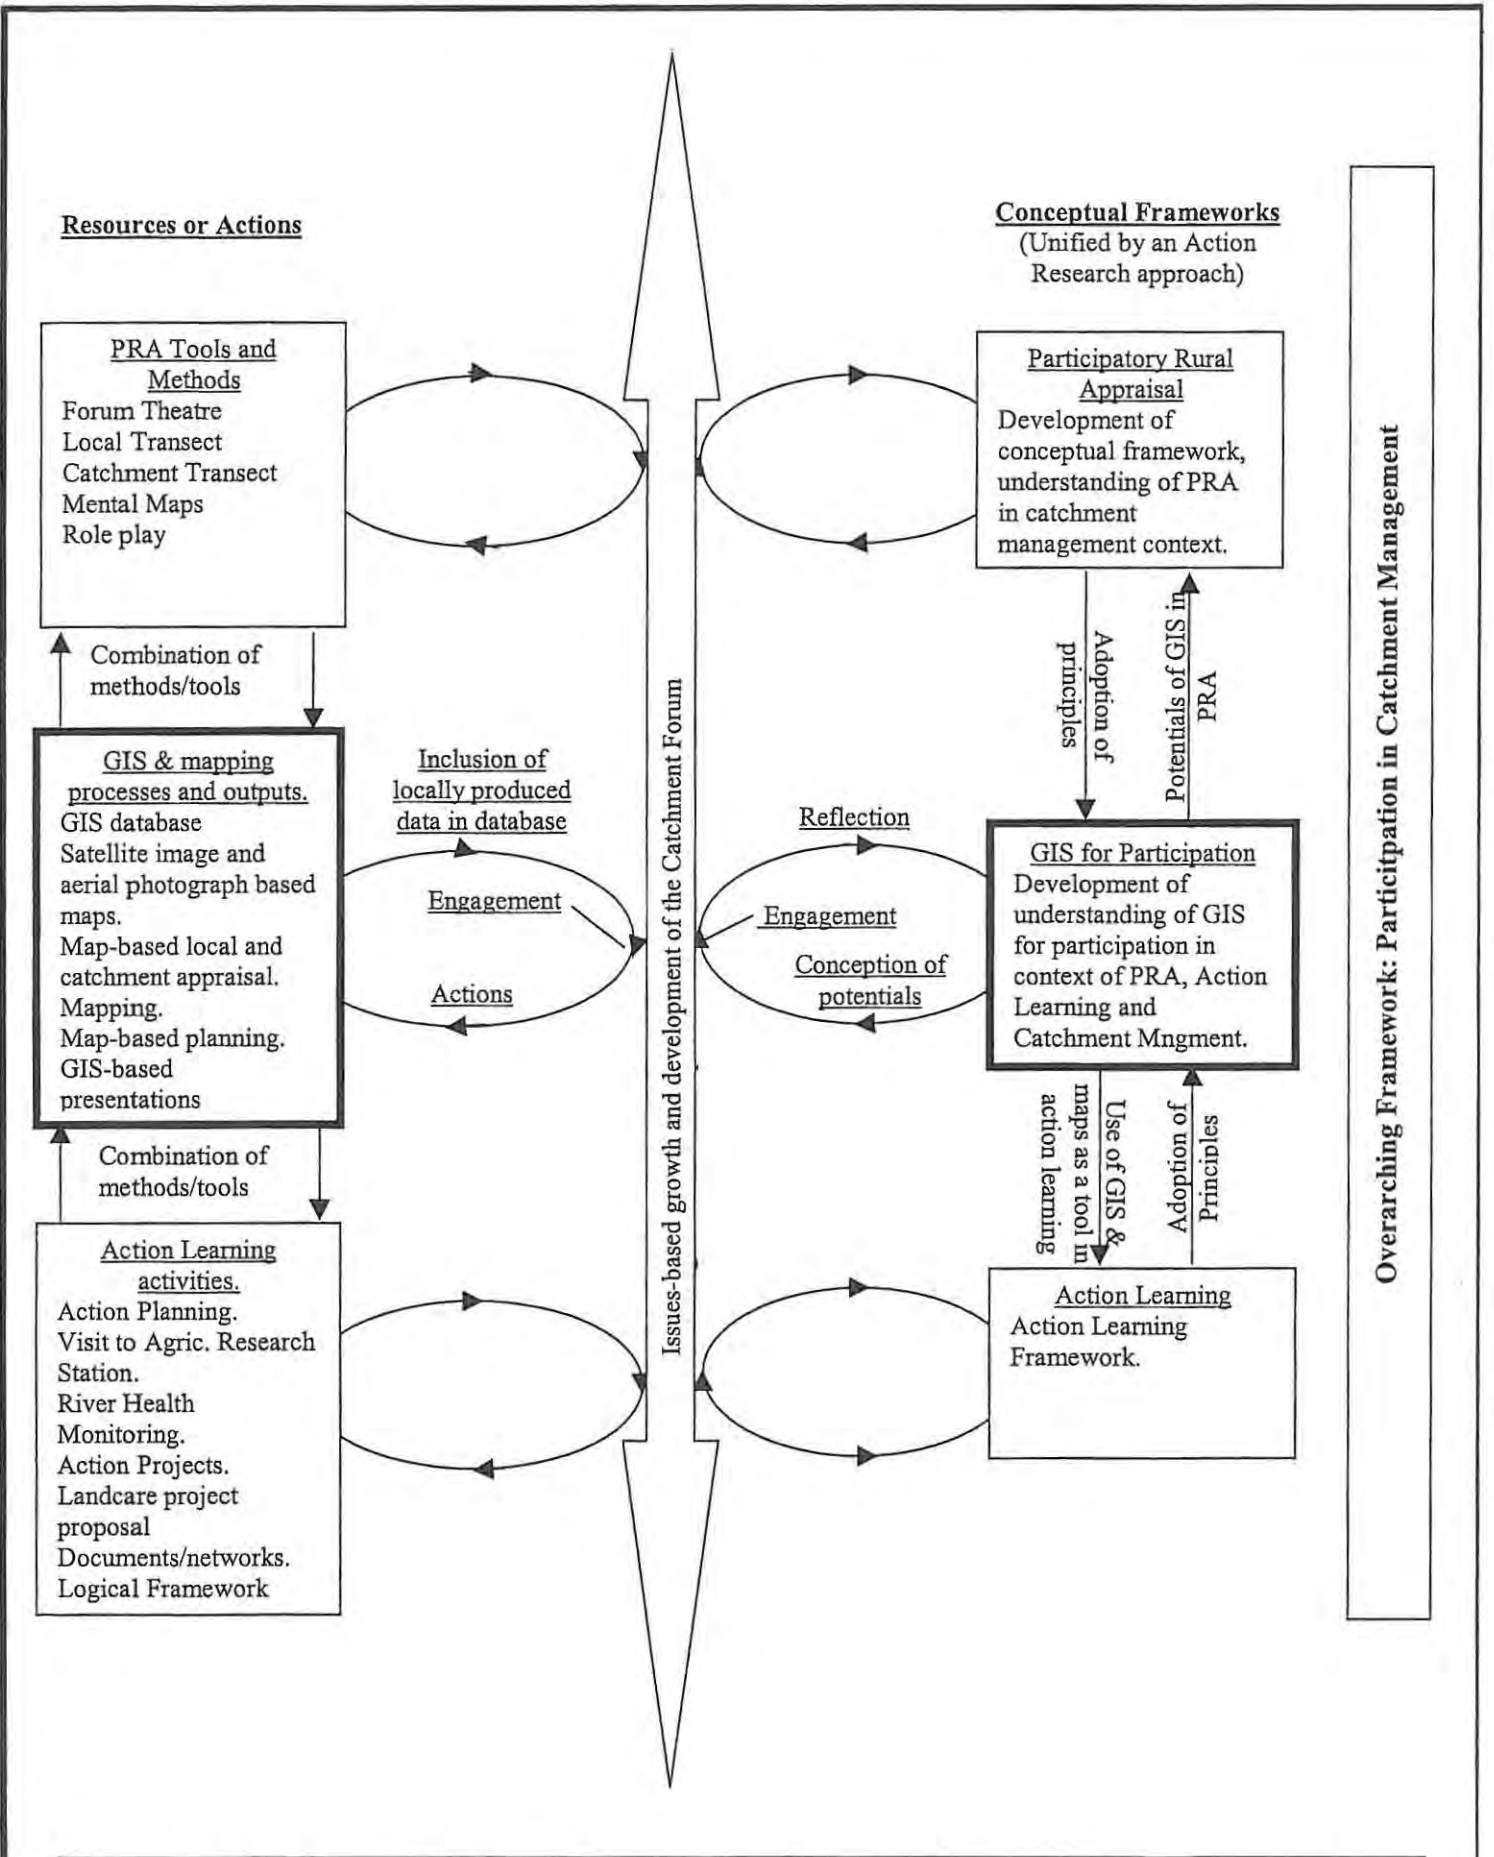 Resources or Actions
Conceptual Frameworks
(Unified by an Action
Research approach)
PRA Tools and
Methods
Forum Theatre
Local Transect
Catchment Transect
Mental Maps
Role play
Participatory Rural
Appraisal
Development of
conceptual framework,
understanding of PRA
in catchment
management context.
Combination of
methods/tools
Adoption of
principles
Potentials of GIS in
PRA
GIS & mapping
processes and outputs.
GIS database
Satellite image and
aerial photograph based
maps.
Map-based local and
catchment appraisal.
Mapping.
Map-based planning.
GIS-based
presentations
Inclusion of
locally produced
data in database
Engagement
Actions
Issues-based growth and development of the Catchment Forum
Reflection
Engagement
Conception of
potentials
GIS for Participation
Development of
understanding of GIS
for participation in
context of PRA, Action
Learning and
Catchment Mngment.
Combination of
methods/tools
Use of GIS &
maps as a tool in
action learning
Adoption of
Principles
Action Learning
activities.
Action Planning.
Visit to Agric. Research
Station.
River Health
Monitoring.
Action Projects.
Landcare project
proposal
Documents/networks.
Logical Framework
Action Learning
Action Learning
Framework.
Overarching Framework: Particitpation in Catchment Management